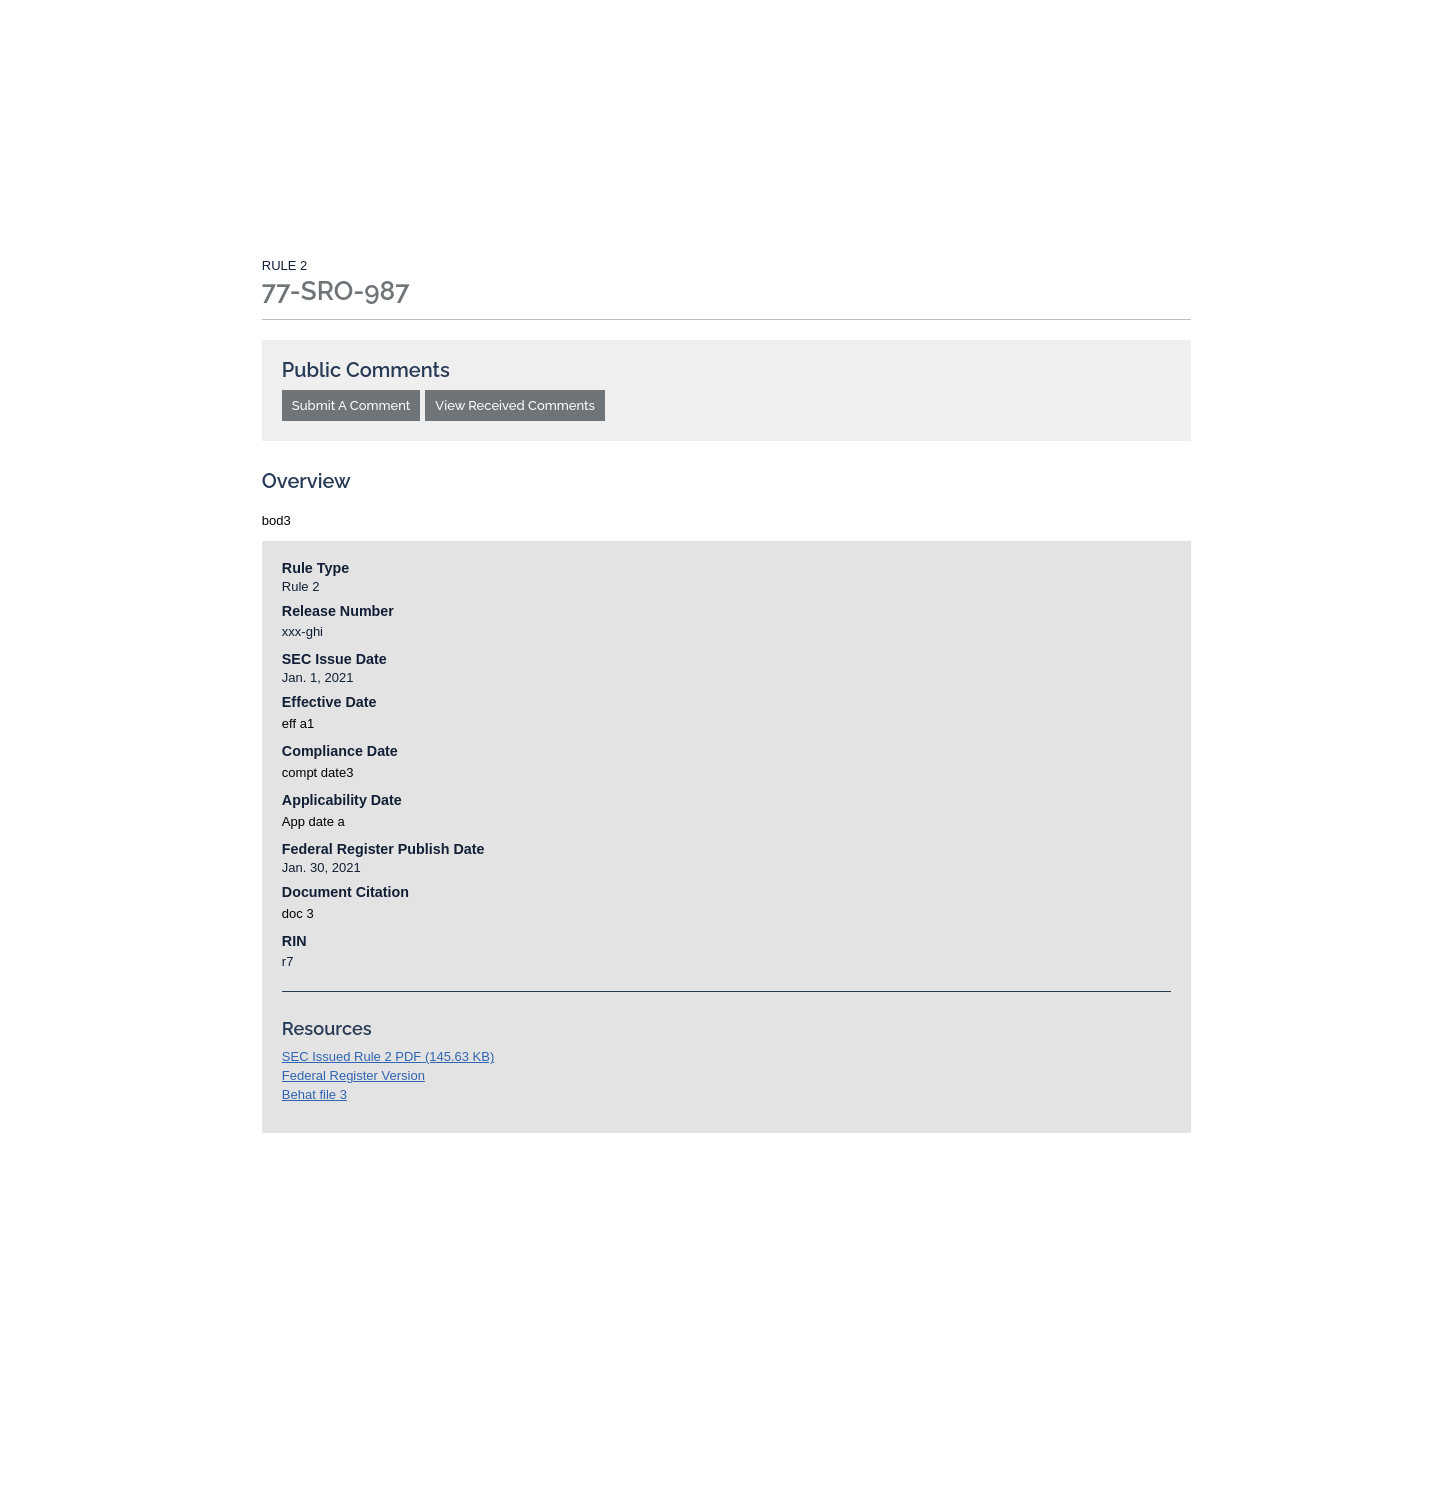 RULE 2
77-SRO-987
Public Comments
Submit A Comment View Received Comments
Overview
bod3
Rule Type
Rule 2
Release Number
xxx-ghi
SEC Issue Date
Jan. 1, 2021
Effective Date
eff a1
Compliance Date
compt date3
Applicability Date
App date a
Federal Register Publish Date
Jan. 30, 2021
Document Citation
doc 3
RIN
r7
Resources
SEC Issued Rule 2 PDF (145.63 KB)
Federal Register Version
Behat file 3